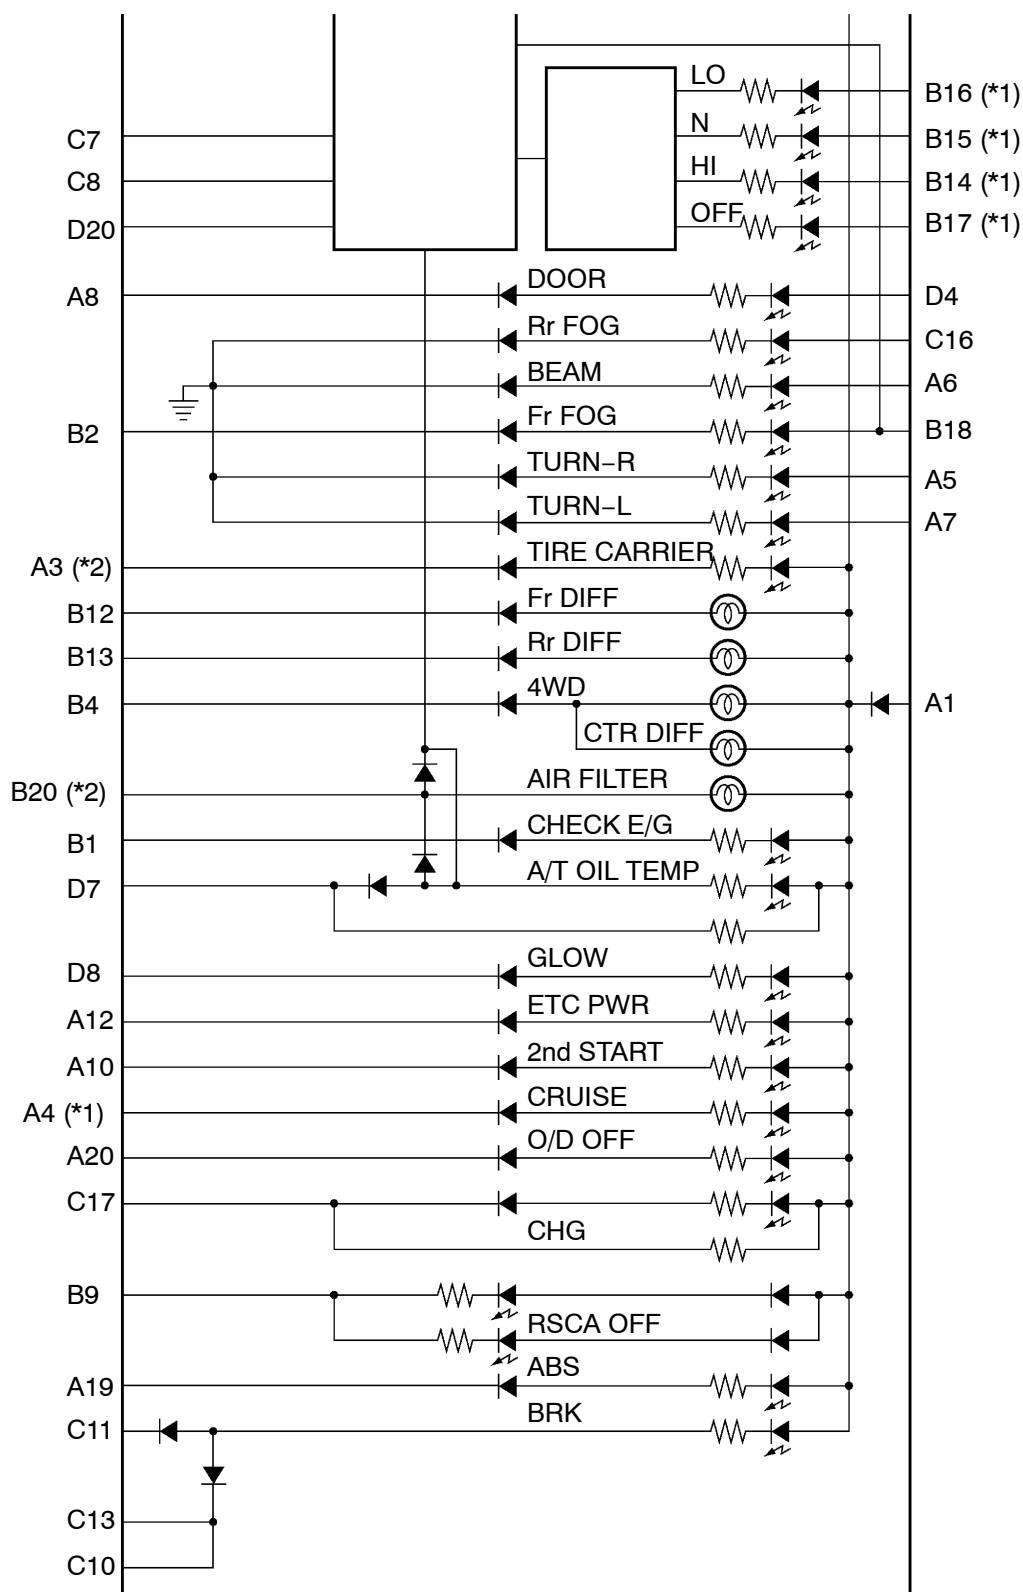 LO
B16 (*1)
C7
N
B15 (*1)
C8
HI
B14 (*1)
D20
OFF
B17 (*1)
A8
DOOR
D4
Rr FOG
C16
BEAM
A6
B2
Fr FOG
B18
TURN–R
A5
TURN–L
A7
A3 (*2)
TIRE CARRIER
B12
Fr DIFF
B13
Rr DIFF
B4
4WD
A1
CTR DIFF
B20 (*2)
AIR FILTER
B1
CHECK E/G
D7
A/T OIL TEMP
D8
GLOW
A12
ETC PWR
A10
2nd START
A4 (*1)
CRUISE
A20
O/D OFF
C17
CHG
B9
RSCA OFF
A19
ABS
C11
BRK
C13
C10